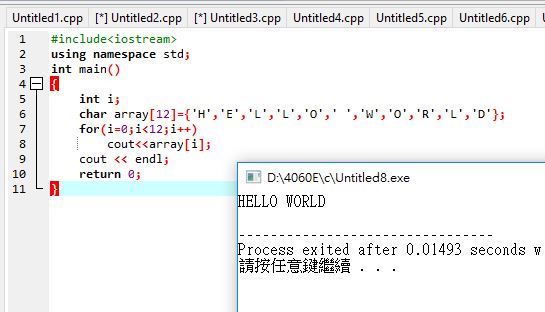 Untitled1.cpp [*] Untitled2.cpp [*] Untitled3.cpp Untitled4.cpp Untitled5.cpp Untitled6.cpp
1 #include<iostream>
2 using namespace std;
3 int main()
4 {
5 int i;
6 char array[12]={'H','E','L','L','O',' ','W','O','R','L','D'};
7 for(i=0;i<12;i++)
8 cout<<array[i];
9 cout << endl;
10 return 0;
11 }
D:\4060E\c\Untitled8.exe
HELLO WORLD
--------------------------------
Process exited after 0.01493 seconds w
請按任意鍵繼續 . . .